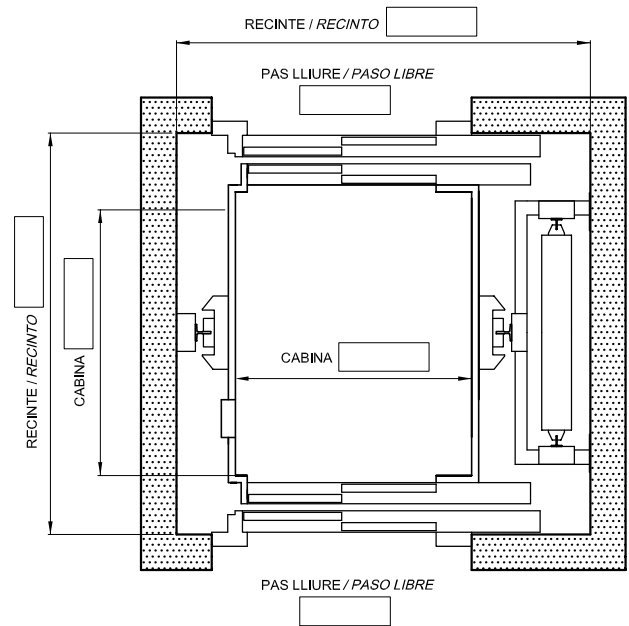 RECINTE / RECINTO
PAS LLIURE / PASO LIBRE
RECINTE / RECINTO
CABINA
CABINA
PAS LLIURE / PASO LIBRE